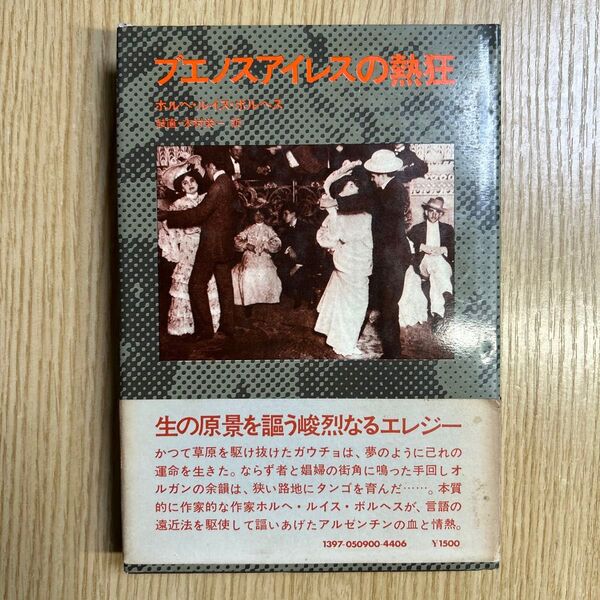 ブエノスアイレスの熱狂
ホルヘ・ルイス・ボルヘス
鼓直・木村榮一 訳
生の原景を謳う峻烈なるエレジー
かつて草原を駆け抜けたガウチョは、夢のように己れの
運命を生きた。ならず者と娼婦の街角に鳴った手回しオ
ルガンの余韻は、狭い路地にタンゴを育んだ……。本質
的に作家的な作家ホルヘ・ルイス・ボルヘスが、言語の
遠近法を駆使して謳いあげたアルゼンチンの血と情熱。
1397-050900-4406 ¥1500